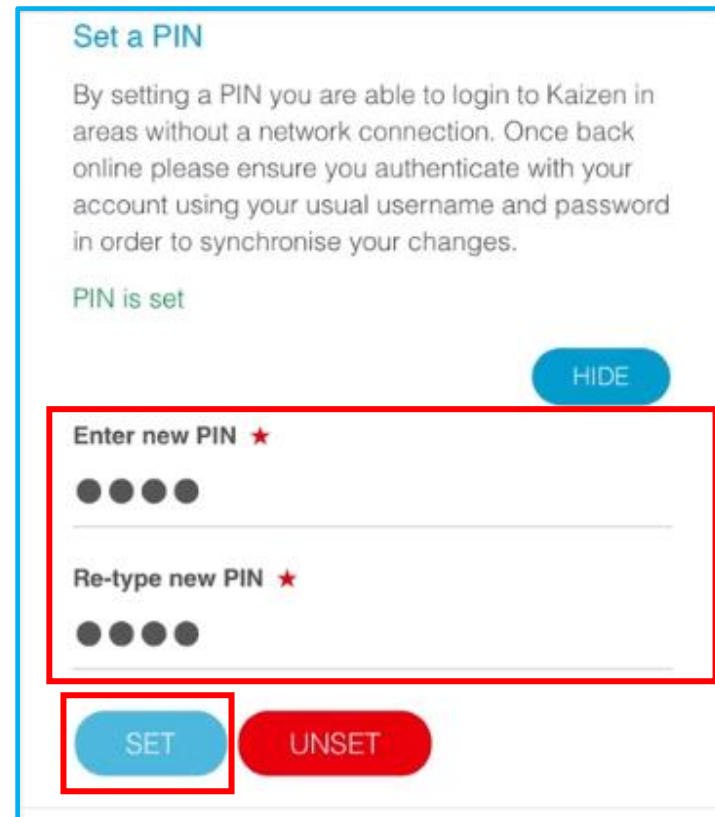 Set a PIN
By setting a PIN you are able to login to Kaizen in
areas without a network connection. Once back
online please ensure you authenticate with your
account using your usual username and password
in order to synchronise your changes.
PIN is set
HIDE
Enter new PIN ★
●●●●
Re-type new PIN ★
●●●●
SET UNSET